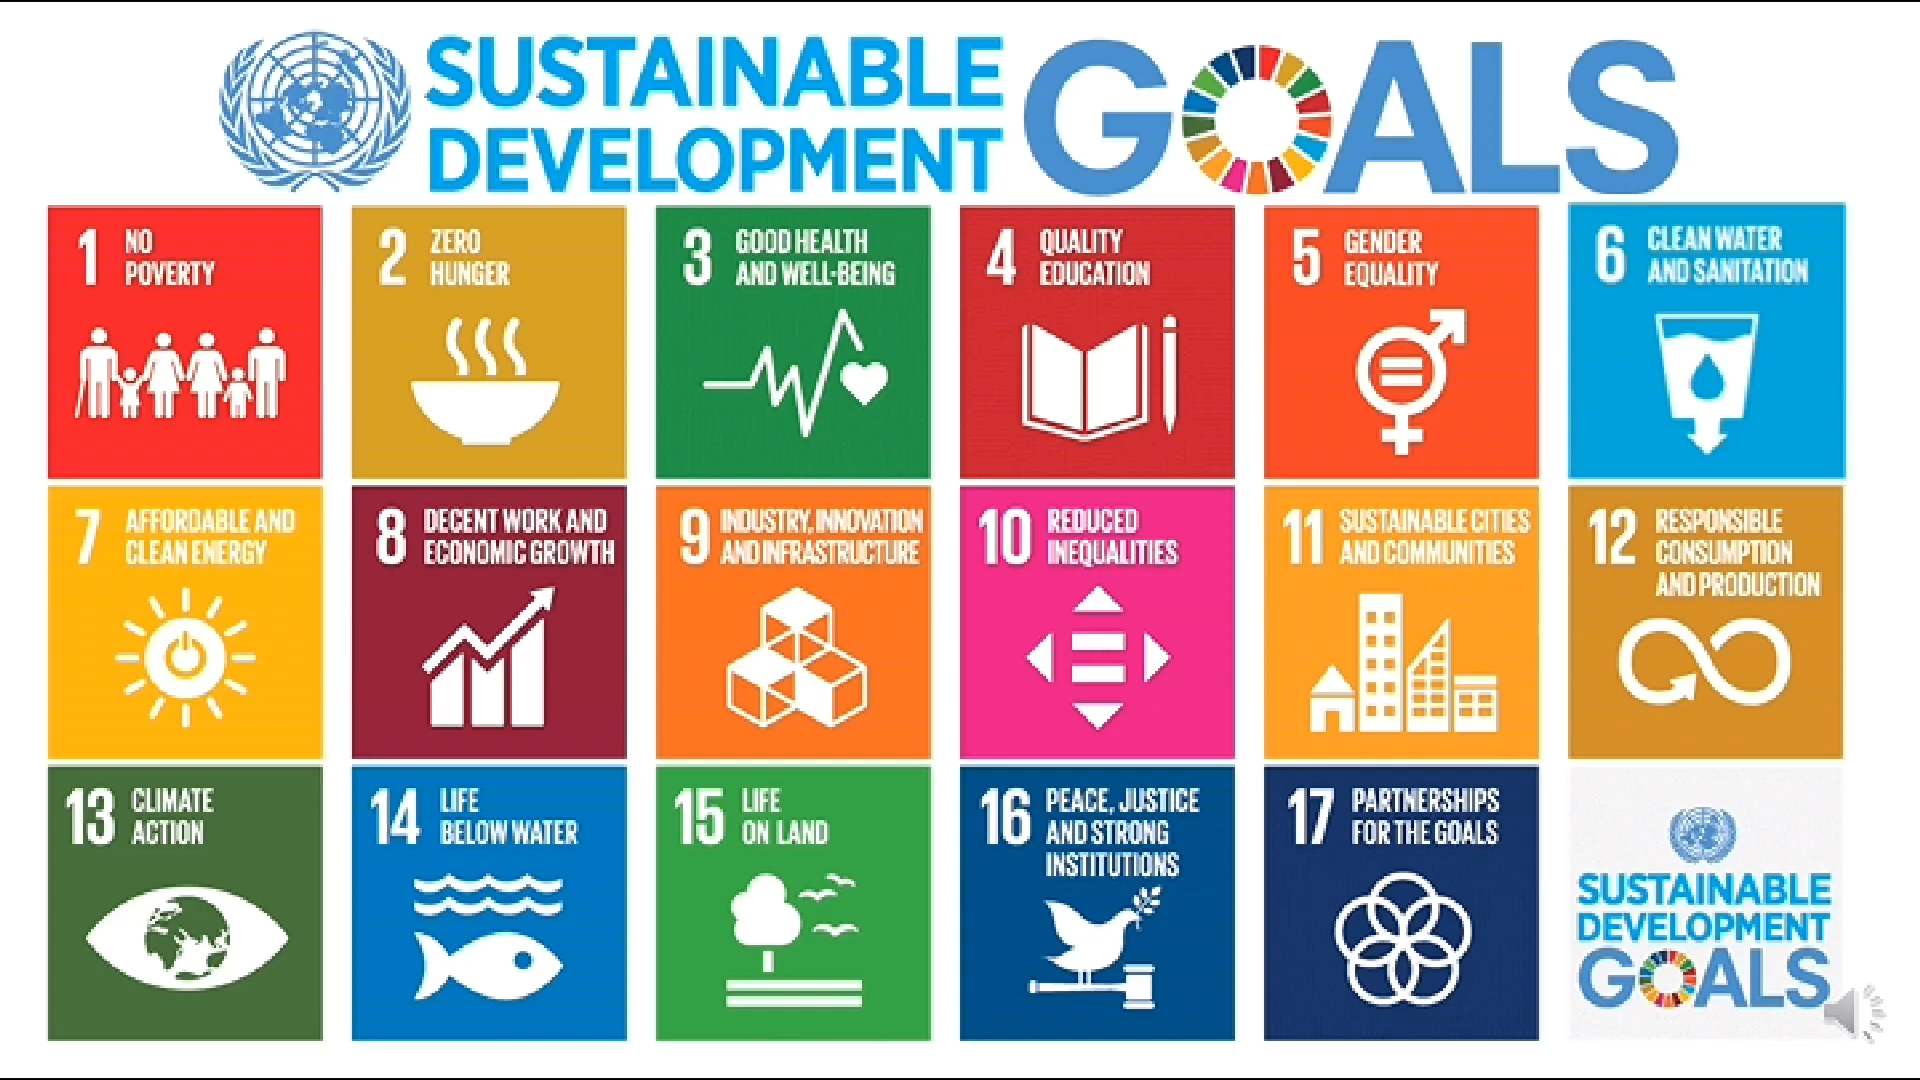 SUSTAINABLE
DEVELOPMENT
GOALS
1 NO
POVERTY
2 ZERO
HUNGER
3 GOOD HEALTH
AND WELL-BEING
4 QUALITY
EDUCATION
5 GENDER
EQUALITY
6 CLEAN WATER
AND SANITATION
7 AFFORDABLE AND
CLEAN ENERGY
8 DECENT WORK AND
ECONOMIC GROWTH
9 INDUSTRY, INNOVATION
AND INFRASTRUCTURE
10 REDUCED
INEQUALITIES
11 SUSTAINABLE CITIES
AND COMMUNITIES
12 RESPONSIBLE
CONSUMPTION
AND PRODUCTION
13 CLIMATE
ACTION
14 LIFE
BELOW WATER
15 LIFE
ON LAND
16 PEACE, JUSTICE
AND STRONG
INSTITUTIONS
17 PARTNERSHIPS
FOR THE GOALS
SUSTAINABLE
DEVELOPMENT
GOALS